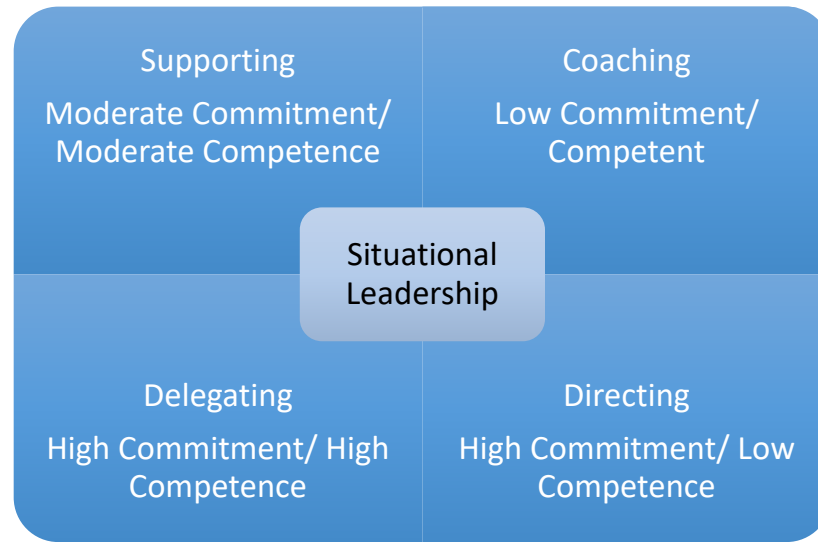 Supporting
Moderate Commitment/
Moderate Competence
Coaching
Low Commitment/
Competent
Situational
Leadership
Delegating
High Commitment/ High
Competence
Directing
High Commitment/ Low
Competence